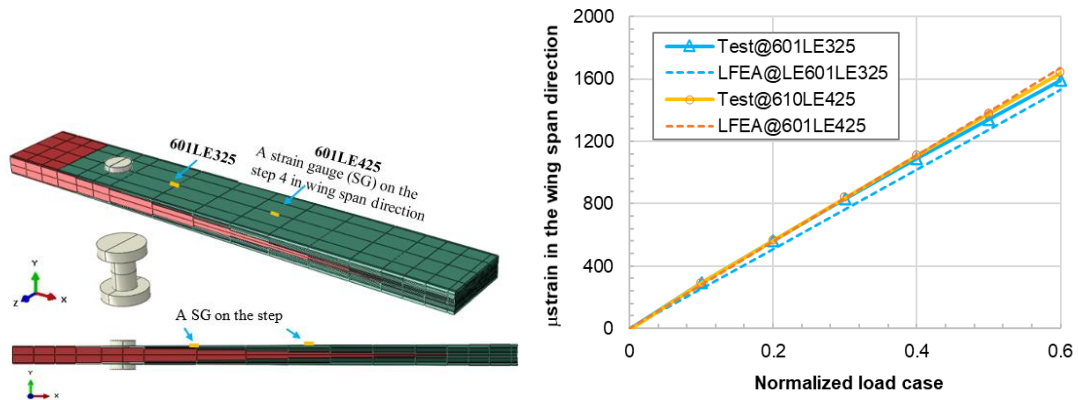 601LE325
601LE425
A strain gauge (SG) on the
step 4 in wing span direction
Y
Z
X
A SG on the step
Y
X
μstrain in the wing span direction
2000
1600
1200
800
400
0
Test@601LE325
LFEA@LE601LE325
Test@610LE425
LFEA@601LE425
0
0.2
0.4
0.6
Normalized load case